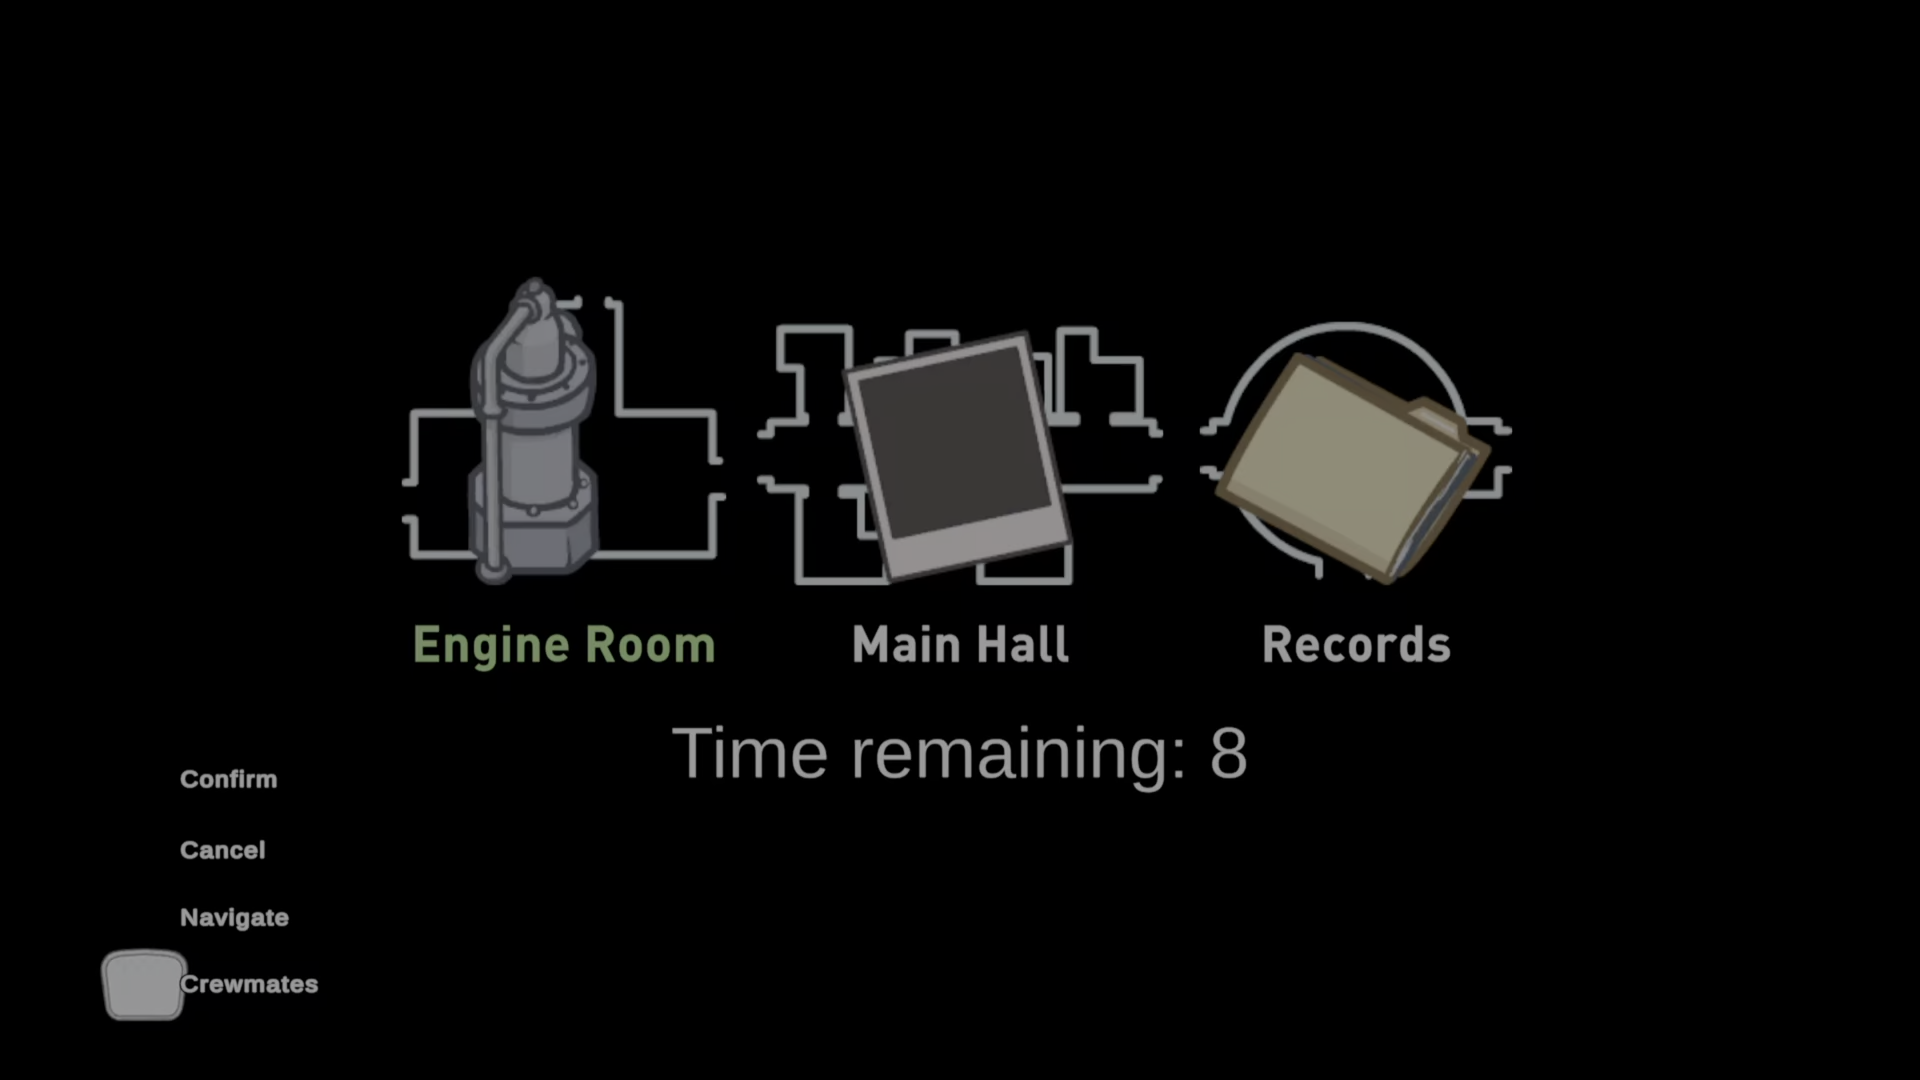 Engine Room
Main Hall
Records
Time remaining: 8
Confirm
Cancel
Navigate
Crewmates